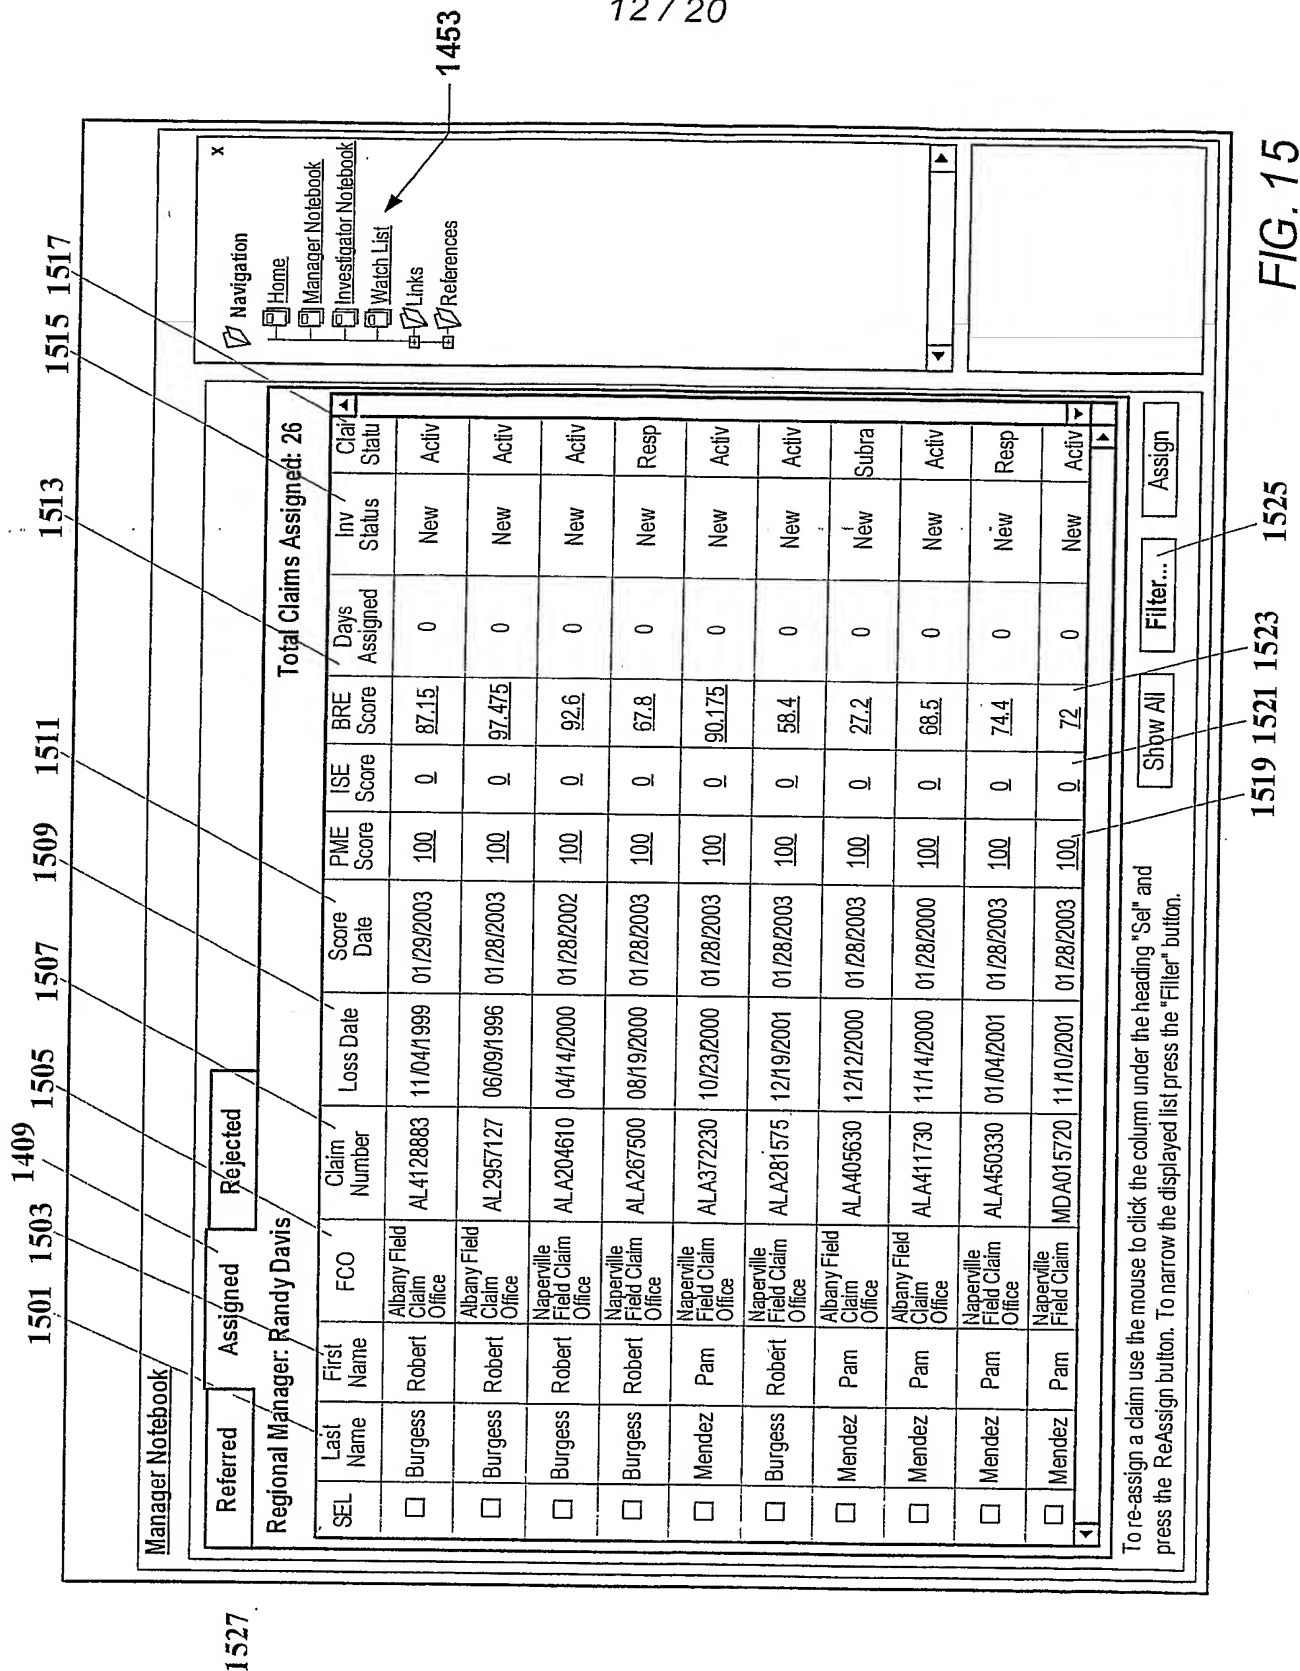 12 / 20
1453
Manager Notebook
Referred
Assigned
Rejected
Regional Manager: Randy Davis
Total Claims Assigned: 26
SEL Last Name First Name FCO Claim Number Loss Date Score Date PME Score ISE Score BRE Score Days Assigned Inv Status Clai Statu
Burgess Robert Albany Field Claim Office AL4128883 11/04/1999 01/29/2003 100 0 87.15 0 New Activ
Burgess Robert Albany Field Claim Office AL2957127 06/09/1996 01/28/2003 100 0 97.475 0 New Activ
Burgess Robert Naperville Field Claim Office ALA204610 04/14/2000 01/28/2002 100 0 92.6 0 New Activ
Burgess Robert Naperville Field Claim Office ALA267500 08/19/2000 01/28/2003 100 0 67.8 0 New Resp
Mendez Pam Naperville Field Claim Office ALA372230 10/23/2000 01/28/2003 100 0 90.175 0 New Activ
Burgess Robert Naperville Field Claim Office ALA281575 12/19/2001 01/28/2003 100 0 58.4 0 New Activ
Mendez Pam Albany Field Claim Office ALA405630 12/12/2000 01/28/2003 100 0 27.2 0 New Subra
Mendez Pam Albany Field Claim Office ALA411730 11/14/2000 01/28/2000 100 0 68.5 0 New Activ
Mendez Pam Naperville Field Claim Office ALA450330 01/04/2001 01/28/2003 100 0 74.4 0 New Resp
Mendez Pam Naperville Field Claim MDA015720 11/10/2001 01/28/2003 100 0 72 0 New Activ
To re-assign a claim use the mouse to click the column under the heading "Sel" and
press the ReAssign button. To narrow the displayed list press the "Filter" button.
Show All
Filter...
Assign
Navigation
x
Home
Manager Notebook
Investigator Notebook
Watch List
Links
References
1527
1501
1503
1409
1505
1507
1509
1511
1513
1515
1517
1519
1521
1523
1525
FIG. 15